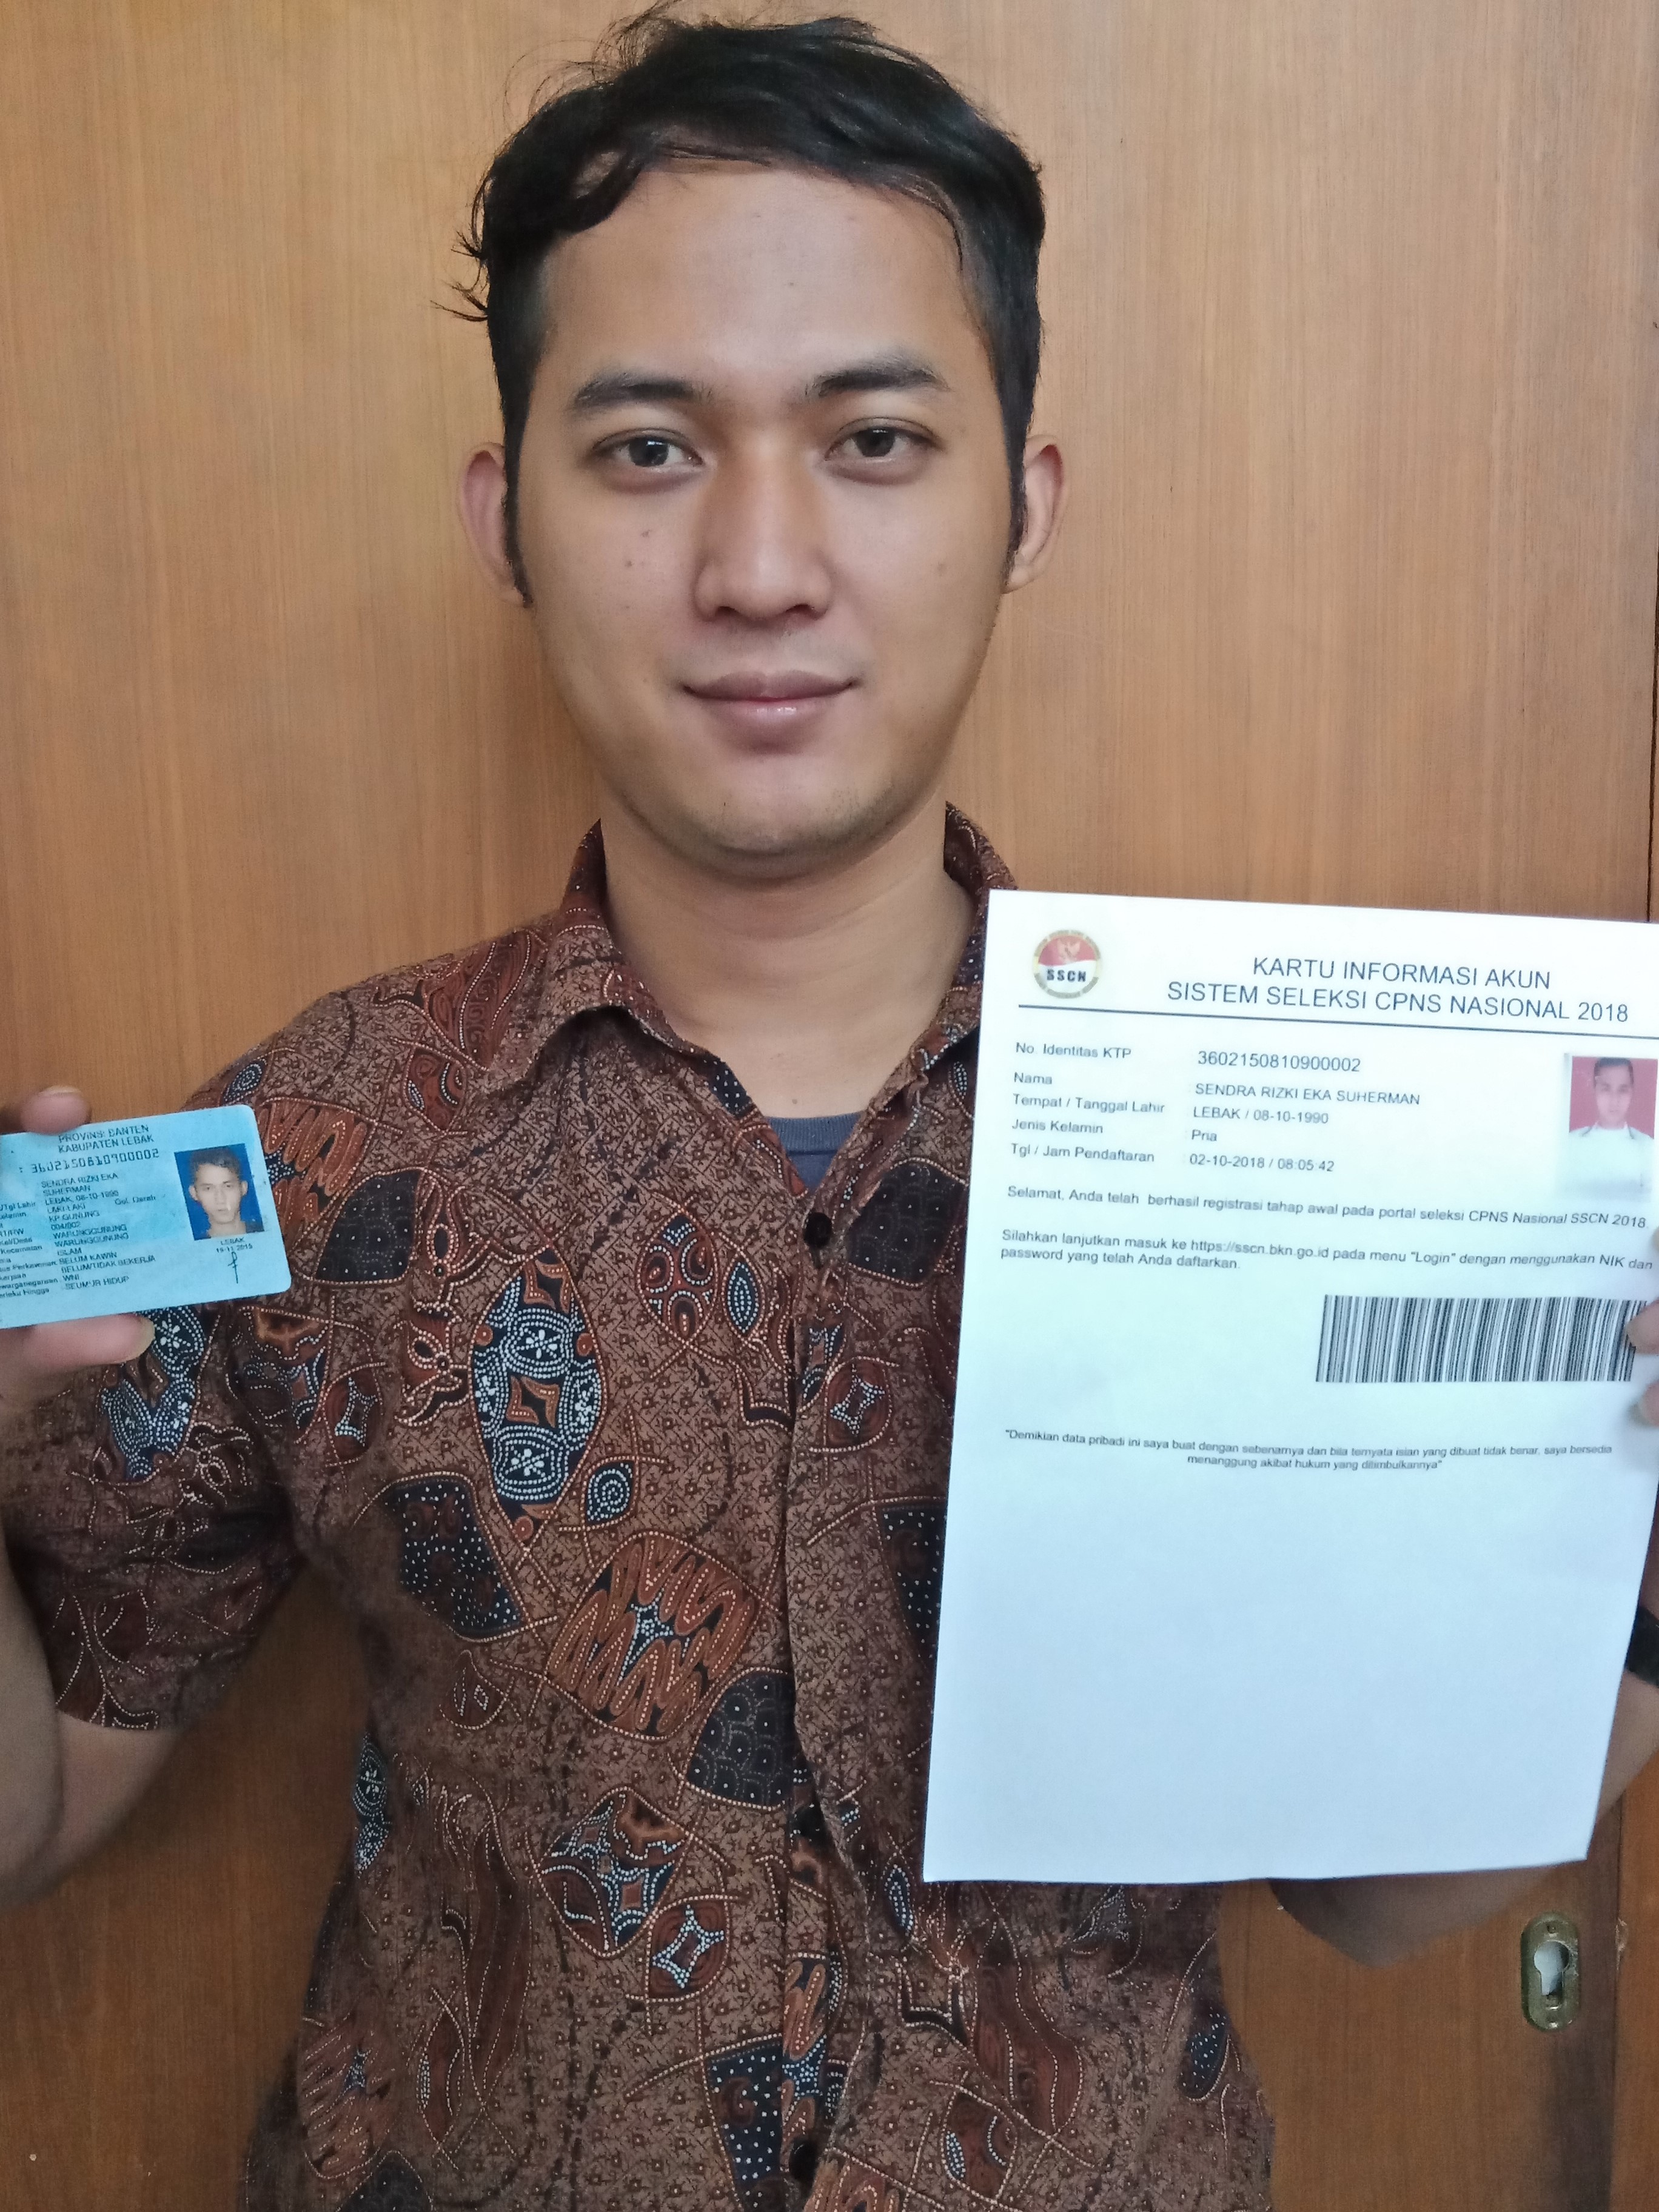 PROVINSI BANTEN
KABUPATEN LEBAK
: 3602150810900002
SENDRA RIZKI EKA
SUHERMAN
LEBAK, 08-10-1990
LAKI-LAKI Gol. Darah
KP GUNUNG
004/002
WARUNGGUNUNG
WARUNGGUNUNG
ISLAM
Perkawinan: BELUM KAWIN
BELUM/TIDAK BEKERJA
WNI
Hingga : SEUMUR HIDUP
LEBAK
SSCN
KARTU INFORMASI AKUN
SISTEM SELEKSI CPNS NASIONAL 2018
No. Identitas KTP 3602150810900002
Nama SENDRA RIZKI EKA SUHERMAN
Tempat / Tanggal Lahir LEBAK / 08-10-1990
Jenis Kelamin Pria
Tgl / Jam Pendaftaran 02-10-2018 / 08:05:42
Selamat, Anda telah berhasil registrasi tahap awal pada portal seleksi CPNS Nasional SSCN 2018.
Silahkan lanjutkan masuk ke https://sscn.bkn.go.id pada menu "Login" dengan menggunakan NIK dan
password yang telah Anda daftarkan.
"Demikian data pribadi ini saya buat dengan sebenarnya dan bila ternyata isian yang dibuat tidak benar, saya bersedia
menanggung akibat hukum yang ditimbulkannya"